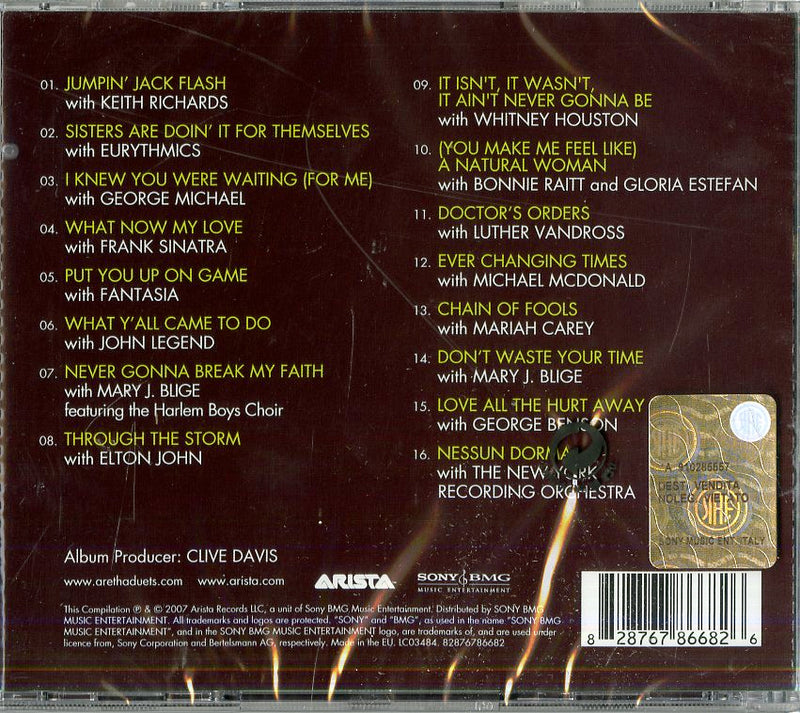 01. JUMPIN' JACK FLASH
with KEITH RICHARDS
02. SISTERS ARE DOIN' IT FOR THEMSELVES
with EURYTHMICS
03. I KNEW YOU WERE WAITING (FOR ME)
with GEORGE MICHAEL
04. WHAT NOW MY LOVE
with FRANK SINATRA
05. PUT YOU UP ON GAME
with FANTASIA
06. WHAT Y'ALL CAME TO DO
with JOHN LEGEND
07. NEVER GONNA BREAK MY FAITH
with MARY J. BLIGE
featuring the Harlem Boys Choir
08. THROUGH THE STORM
with ELTON JOHN
09. IT ISN'T, IT WASN'T,
IT AIN'T NEVER GONNA BE
with WHITNEY HOUSTON
10. (YOU MAKE ME FEEL LIKE)
A NATURAL WOMAN
with BONNIE RAITT and GLORIA ESTEFAN
11. DOCTOR'S ORDERS
with LUTHER VANDROSS
12. EVER CHANGING TIMES
with MICHAEL MCDONALD
13. CHAIN OF FOOLS
with MARIAH CAREY
14. DON'T WASTE YOUR TIME
with MARY J. BLIGE
15. LOVE ALL THE HURT AWAY
with GEORGE BENSON
16. NESSUN DORMA
with THE NEW YORK
RECORDING ORCHESTRA
DEST. VENDITA
NOLEG. VIETATO
SONY MUSIC ENT. ITALY
Album Producer: CLIVE DAVIS
www.arethaduets.com www.arista.com
ARISTA
SONY BMG
MUSIC ENTERTAINMENT
This Compilation ℗ & © 2007 Arista Records LLC, a unit of Sony BMG Music Entertainment. Distributed by SONY BMG
MUSIC ENTERTAINMENT. All trademarks and logos are protected. "SONY" and "BMG", as used in the name "SONY BMG
MUSIC ENTERTAINMENT", and in the SONY BMG MUSIC ENTERTAINMENT logo, are trademarks of, and are used under
licence from, Sony Corporation and Bertelsmann AG, respectively. Made in the EU. LC03484. 82876786682
8 28767 86682 6